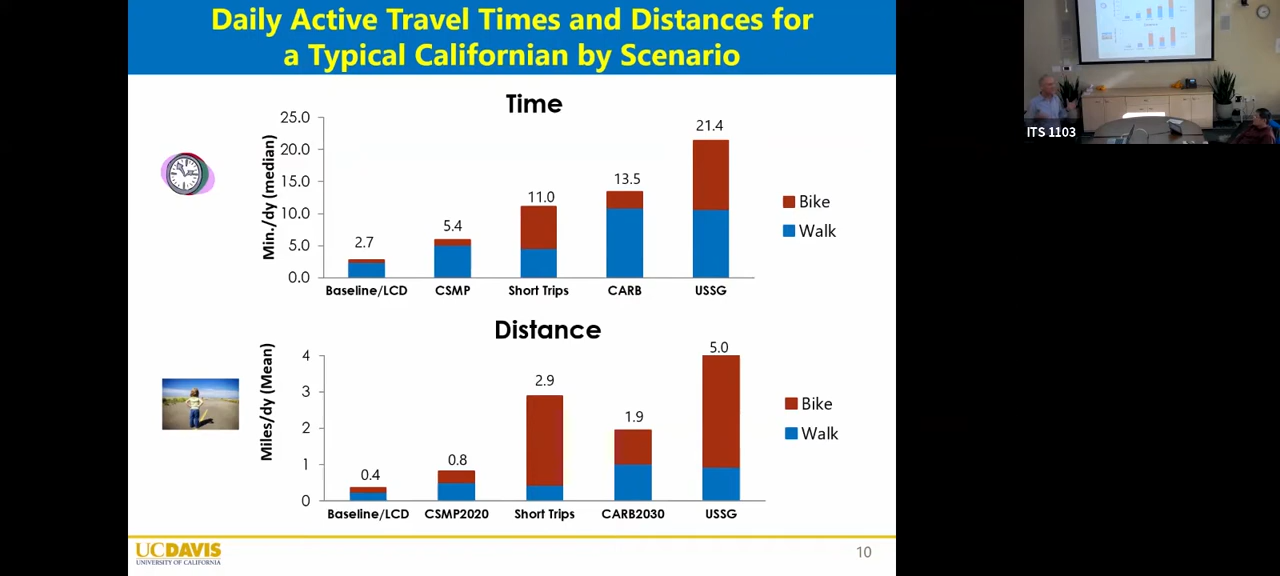 Daily Active Travel Times and Distances for
a Typical Californian by Scenario
Time
Min./dy (median)
25.0
20.0
15.0
10.0
5.0
0.0
2.7
5.4
11.0
13.5
21.4
Baseline/LCD
CSMP
Short Trips
CARB
USSG
Bike
Walk
Distance
Miles/dy (Mean)
4
3
2
1
0
0.4
0.8
2.9
1.9
5.0
Baseline/LCD
CSMP2020
Short Trips
CARB2030
USSG
Bike
Walk
UCDAVIS
UNIVERSITY OF CALIFORNIA
10
ITS 1103